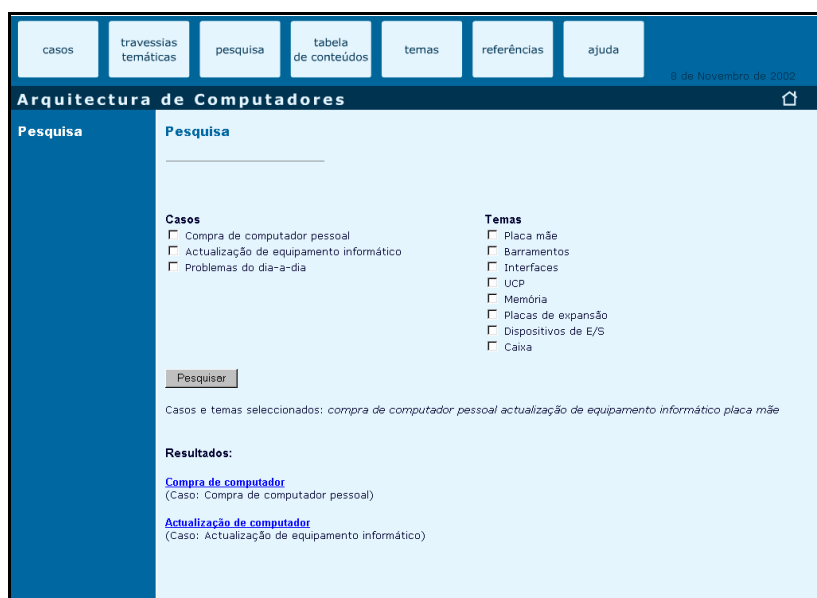 casos
travessias
temáticas
pesquisa
tabela
de conteúdos
temas
referências
ajuda
8 de Novembro de 2002
Arquitectura de Computadores
Pesquisa
Pesquisa
Casos
Compra de computador pessoal
Actualização de equipamento informático
Problemas do dia-a-dia
Temas
Placa mãe
Barramentos
Interfaces
UCP
Memória
Placas de expansão
Dispositivos de E/S
Caixa
Pesquisar
Casos e temas seleccionados: compra de computador pessoal actualização de equipamento informático placa mãe
Resultados:
Compra de computador
(Caso: Compra de computador pessoal)
Actualização de computador
(Caso: Actualização de equipamento informático)